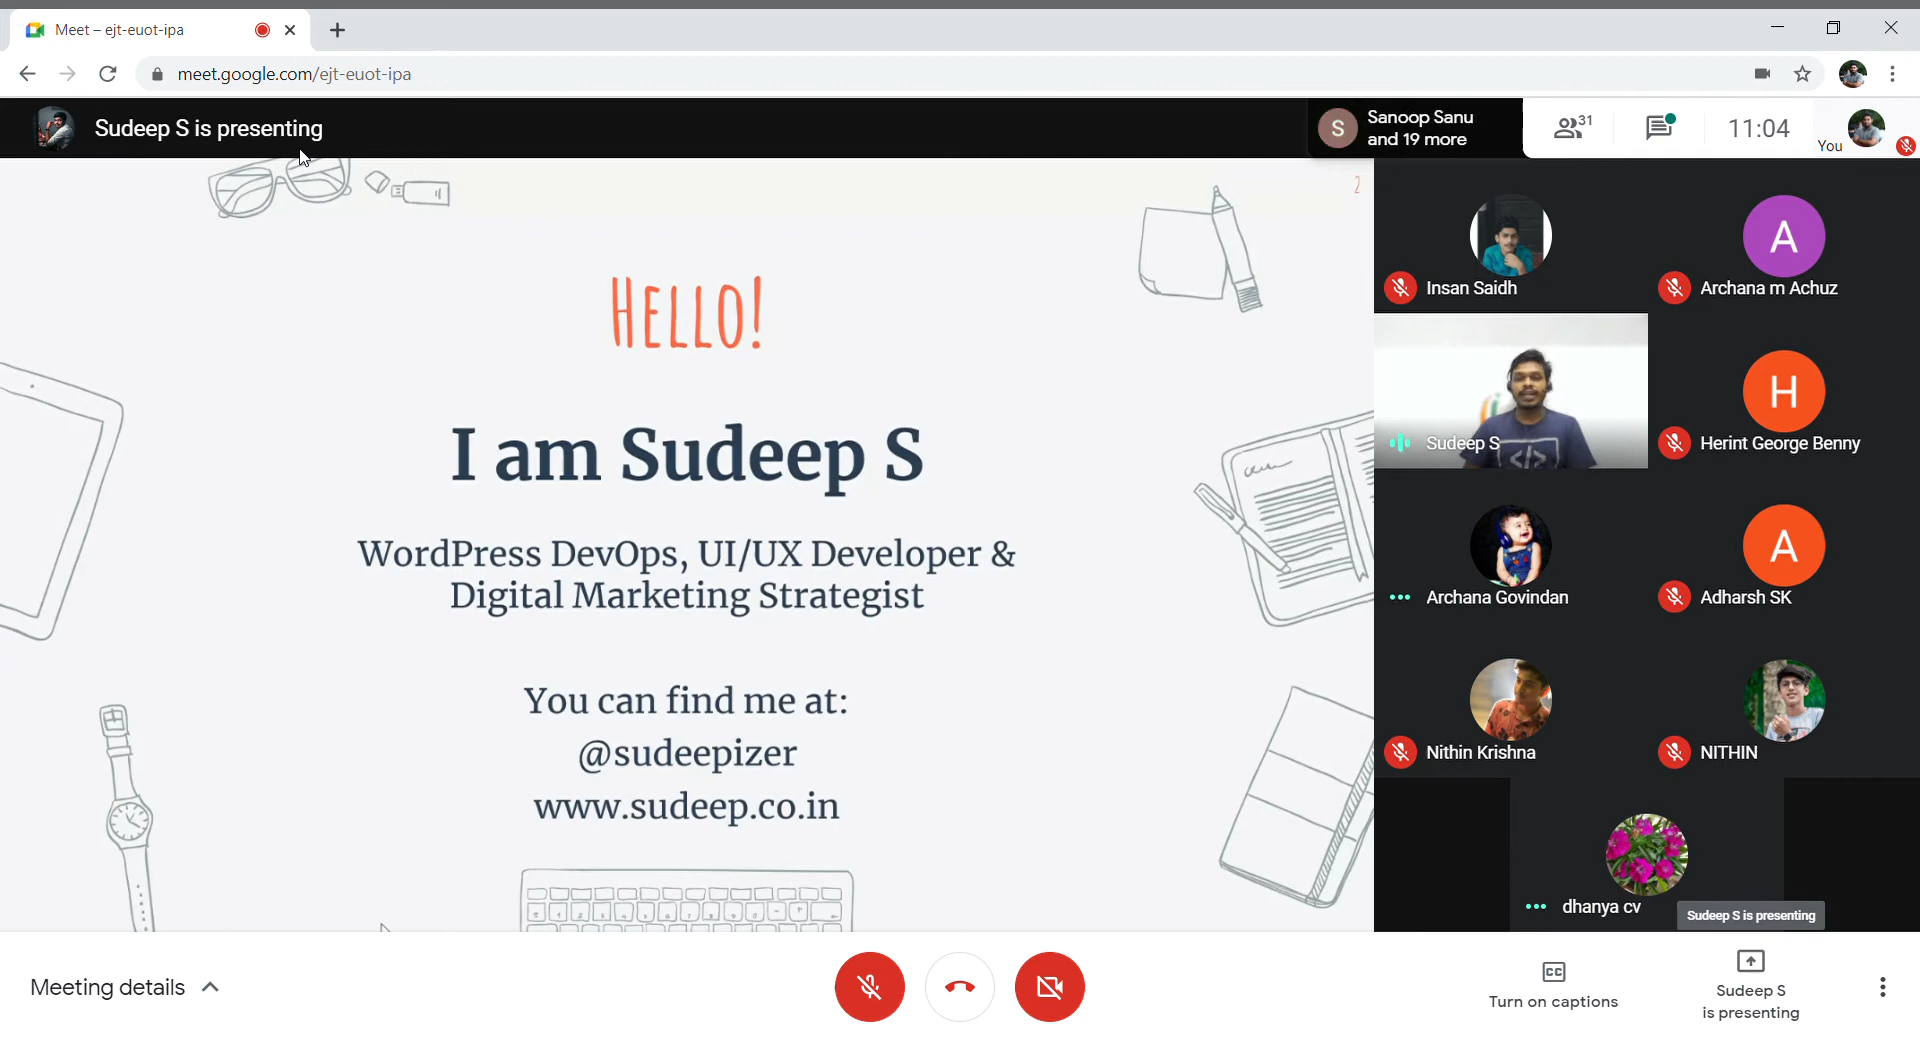 Meet – ejt-euot-ipa
meet.google.com/ejt-euot-ipa
Sudeep S is presenting
S
Sanoop Sanu
and 19 more
31
11:04
You
2
HELLO!
I am Sudeep S
WordPress DevOps, UI/UX Developer &
Digital Marketing Strategist
You can find me at:
@sudeepizer
www.sudeep.co.in
Insan Saidh
A
Archana m Achuz
Sudeep S
</>
H
Herint George Benny
Archana Govindan
A
Adharsh SK
Nithin Krishna
NITHIN
dhanya cv
Sudeep S is presenting
Meeting details
CC
Turn on captions
Sudeep S
is presenting